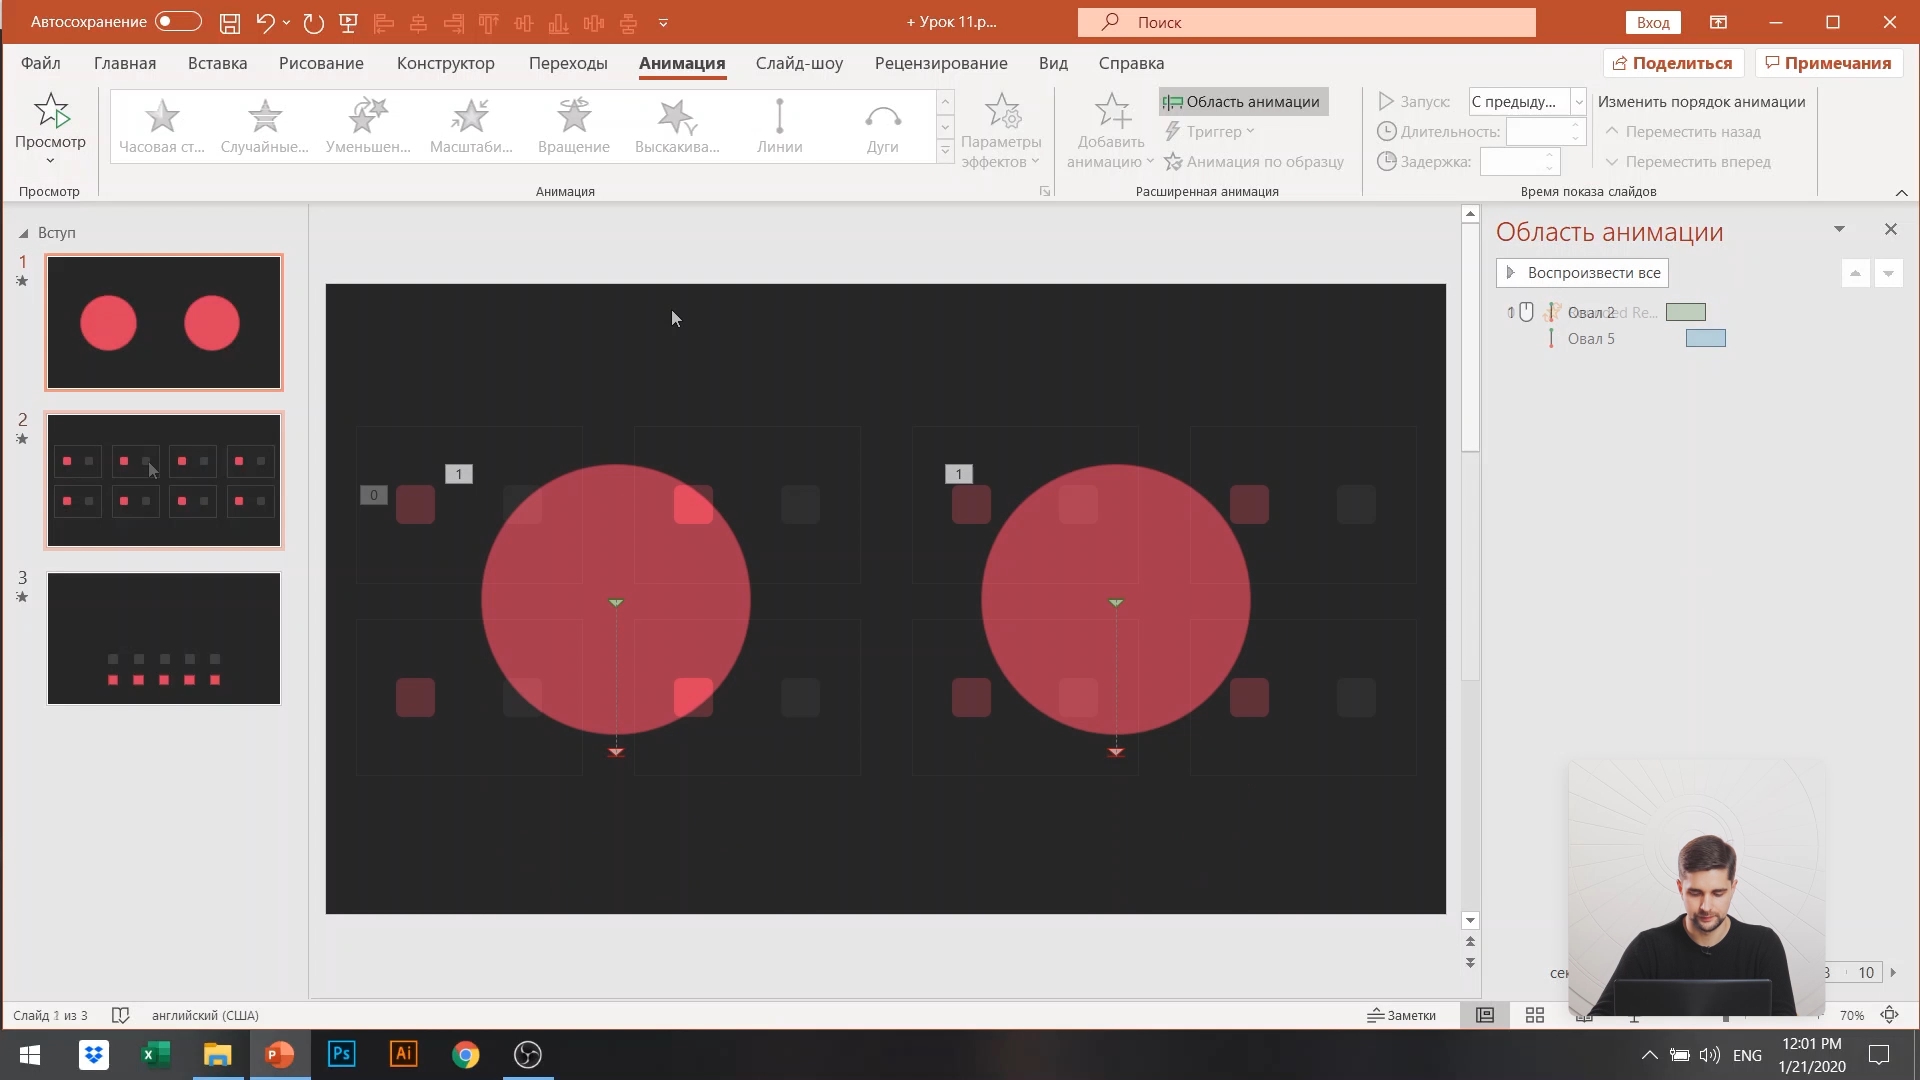 Автосохранение
+ Урок 11.p...
Поиск
Вход
Файл
Главная
Вставка
Рисование
Конструктор
Переходы
Анимация
Слайд-шоу
Рецензирование
Вид
Справка
Поделиться
Примечания
Просмотр
Просмотр
Часовая ст...
Случайные...
Уменьшен...
Масштаби...
Вращение
Выскакива...
Линии
Дуги
Анимация
Параметры
эффектов
Добавить
анимацию
Область анимации
Триггер
Анимация по образцу
Расширенная анимация
Запуск: С предыду...
Длительность:
Задержка:
Изменить порядок анимации
Переместить назад
Переместить вперед
Время показа слайдов
Вступ
1
2
3
1
0
1
Область анимации
Воспроизвести все
Овал 2
Овал 5
сек
10
Слайд 1 из 3
английский (США)
Заметки
70%
Ps
Ai
ENG
12:01 PM
1/21/2020